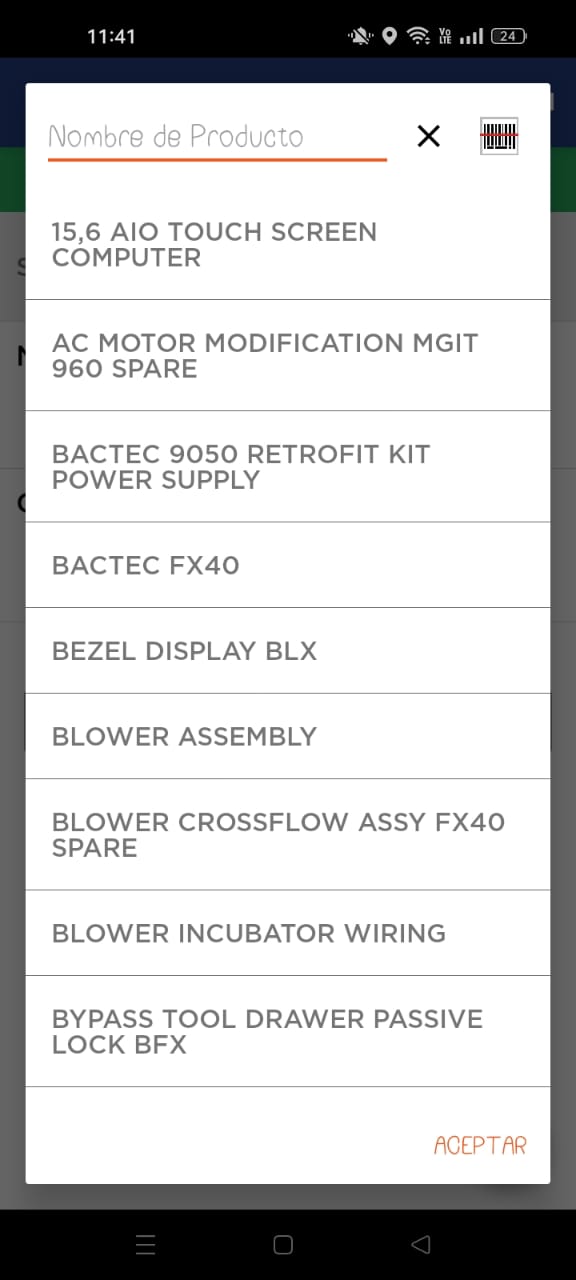 11:41
Vo
LTE
24
Nombre de Producto
15,6 AIO TOUCH SCREEN
COMPUTER
AC MOTOR MODIFICATION MGIT
960 SPARE
BACTEC 9050 RETROFIT KIT
POWER SUPPLY
BACTEC FX40
BEZEL DISPLAY BLX
BLOWER ASSEMBLY
BLOWER CROSSFLOW ASSY FX40
SPARE
BLOWER INCUBATOR WIRING
BYPASS TOOL DRAWER PASSIVE
LOCK BFX
ACEPTAR